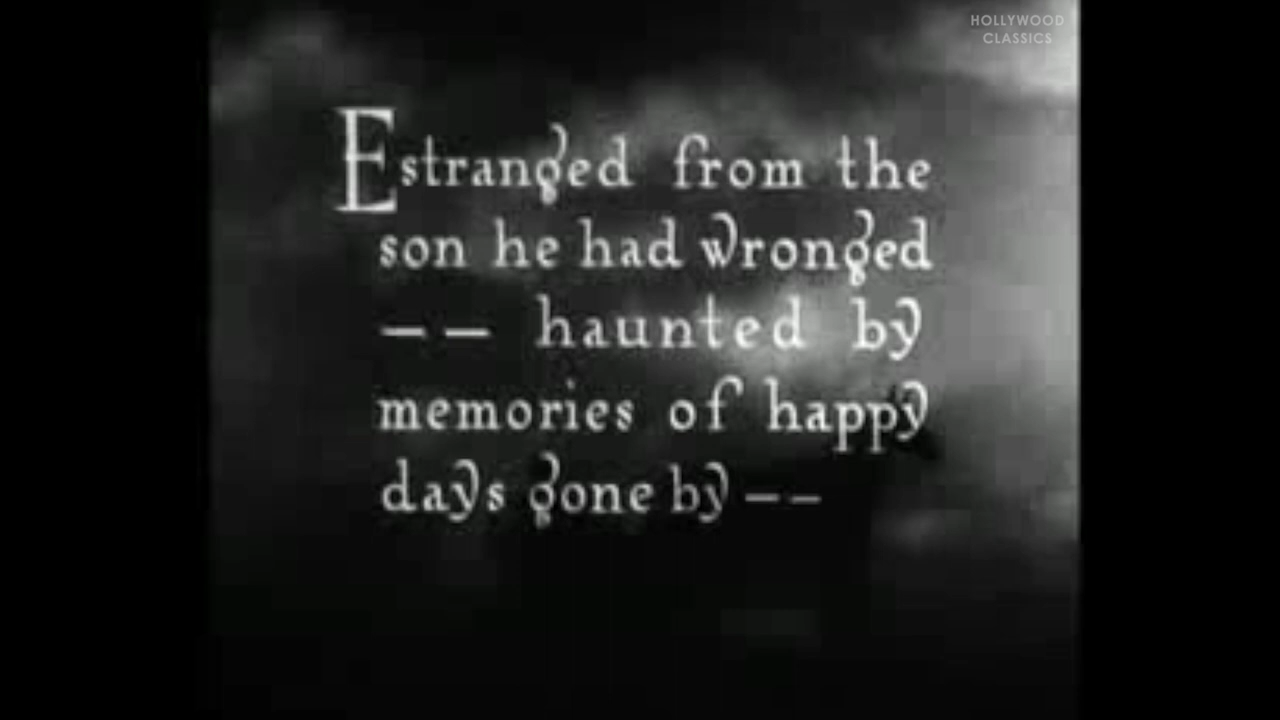 HOLLYWOOD
CLASSICS
Estranged from the
son he had wronged
-- haunted by
memories of happy
days gone by --